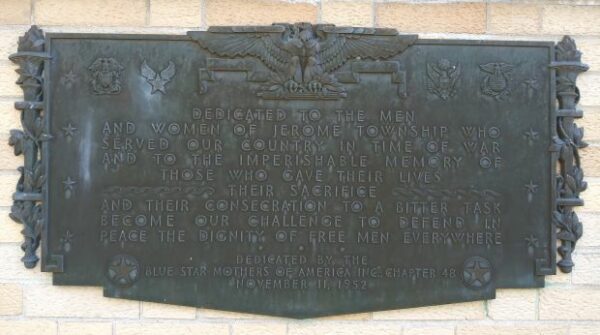 DEDICATED TO THE MEN
AND WOMEN OF JEROME TOWNSHIP WHO
SERVED OUR COUNTRY IN TIME OF WAR
AND TO THE IMPERISHABLE MEMORY OF
THOSE WHO GAVE THEIR LIVES
THEIR SACRIFICE
AND THEIR CONSECRATION TO A BITTER TASK
BECOME OUR CHALLENGE TO DEFEND IN
PEACE THE DIGNITY OF FREE MEN EVERYWHERE
DEDICATED BY THE
BLUE STAR MOTHERS OF AMERICA INC. CHAPTER 48
NOVEMBER 11, 1952